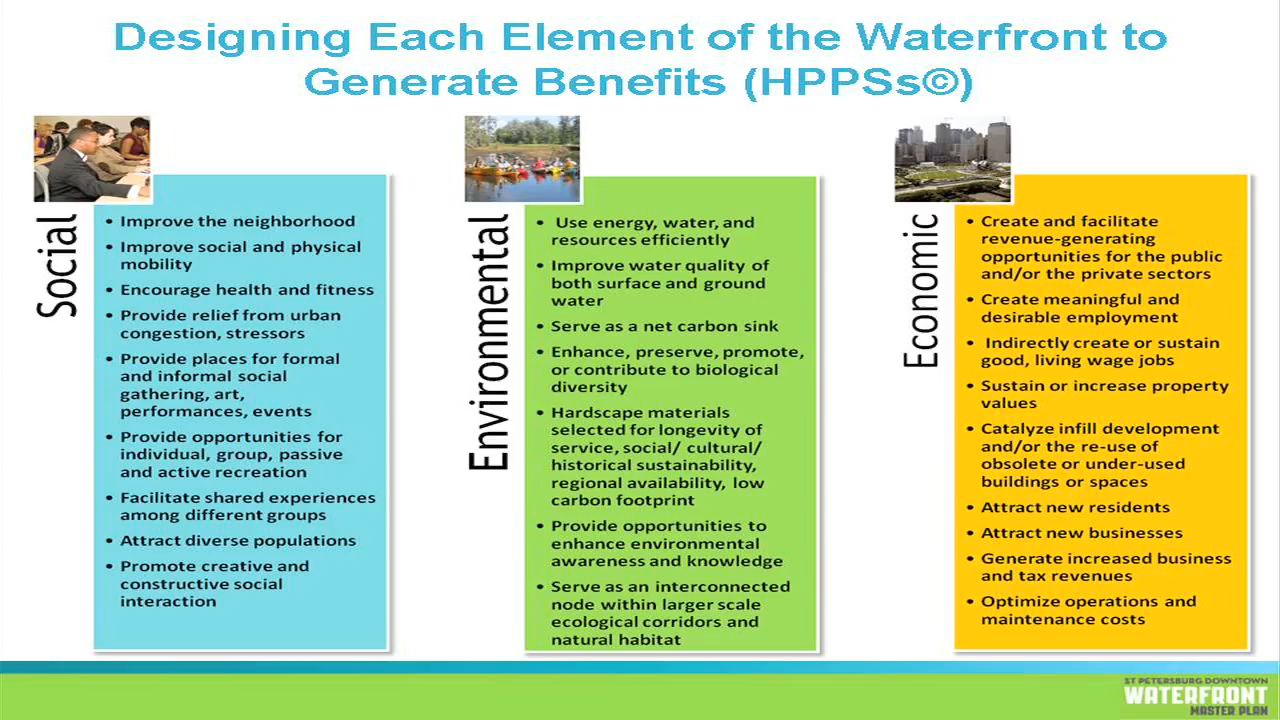 Designing Each Element of the Waterfront to
Generate Benefits (HPPSs©)
Social
• Improve the neighborhood
• Improve social and physical
mobility
• Encourage health and fitness
• Provide relief from urban
congestion, stressors
• Provide places for formal
and informal social
gathering, art,
performances, events
• Provide opportunities for
individual, group, passive
and active recreation
• Facilitate shared experiences
among different groups
• Attract diverse populations
• Promote creative and
constructive social
interaction
Environmental
• Use energy, water, and
resources efficiently
• Improve water quality of
both surface and ground
water
• Serve as a net carbon sink
• Enhance, preserve, promote,
or contribute to biological
diversity
• Hardscape materials
selected for longevity of
service, social/ cultural/
historical sustainability,
regional availability, low
carbon footprint
• Provide opportunities to
enhance environmental
awareness and knowledge
• Serve as an interconnected
node within larger scale
ecological corridors and
natural habitat
Economic
• Create and facilitate
revenue-generating
opportunities for the public
and/or the private sectors
• Create meaningful and
desirable employment
• Indirectly create or sustain
good, living wage jobs
• Sustain or increase property
values
• Catalyze infill development
and/or the re-use of
obsolete or under-used
buildings or spaces
• Attract new residents
• Attract new businesses
• Generate increased business
and tax revenues
• Optimize operations and
maintenance costs
ST PETERSBURG DOWNTOWN
WATERFRONT
MASTER PLAN